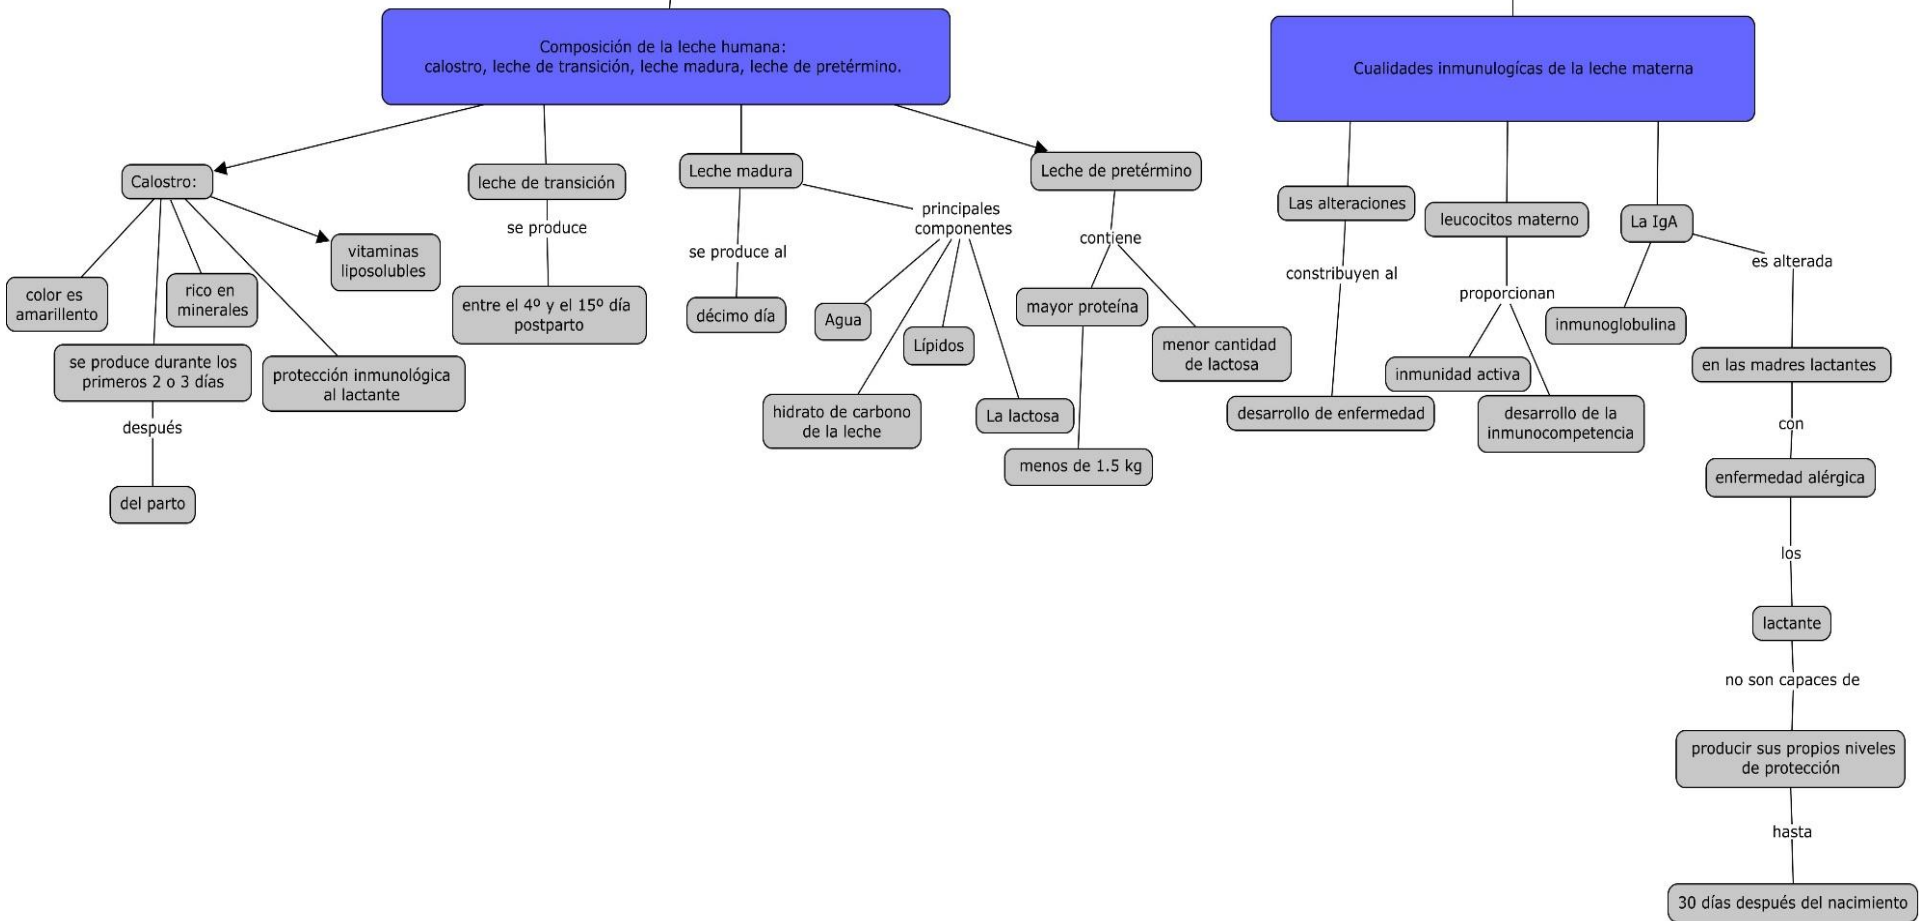 Composición de la leche humana:
calostro, leche de transición, leche madura, leche de pretérmino.
Calostro:
color es
amarillento
se produce durante los
primeros 2 o 3 días
después
del parto
rico en
minerales
protección inmunológica
al lactante
vitaminas
liposolubles
leche de transición
se produce
entre el 4º y el 15º día
postparto
Leche madura
se produce al
décimo día
principales
componentes
Agua
hidrato de carbono
de la leche
Lípidos
La lactosa
Leche de pretérmino
contiene
mayor proteína
menos de 1.5 kg
menor cantidad
de lactosa
Cualidades inmunulogícas de la leche materna
Las alteraciones
constribuyen al
desarrollo de enfermedad
leucocitos materno
proporcionan
inmunidad activa
desarrollo de la
inmunocompetencia
La IgA
inmunoglobulina
es alterada
en las madres lactantes
con
enfermedad alérgica
los
lactante
no son capaces de
producir sus propios niveles
de protección
hasta
30 días después del nacimiento